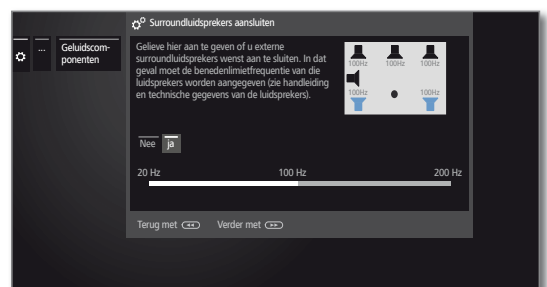 Surroundluidsprekers aansluiten
...
Geluidscom-
ponenten
Gelieve hier aan te geven of u externe
surroundluidsprekers wenst aan te sluiten. In dat
geval moet de benedenlimietfrequentie van die
luidsprekers worden aangegeven (zie handleiding
en technische gegevens van de luidsprekers).
100Hz 100Hz 100Hz
100Hz 100Hz
Nee ja
20 Hz 100 Hz 200 Hz
Terug met Verder met